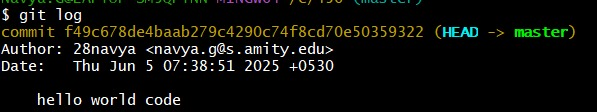 $ git log
commit f49c678de4baab279c4290c74f8cd70e50359322 (HEAD -> master)
Author: 28navya <navya.g@s.amity.edu>
Date:   Thu Jun 5 07:38:51 2025 +0530
    hello world code